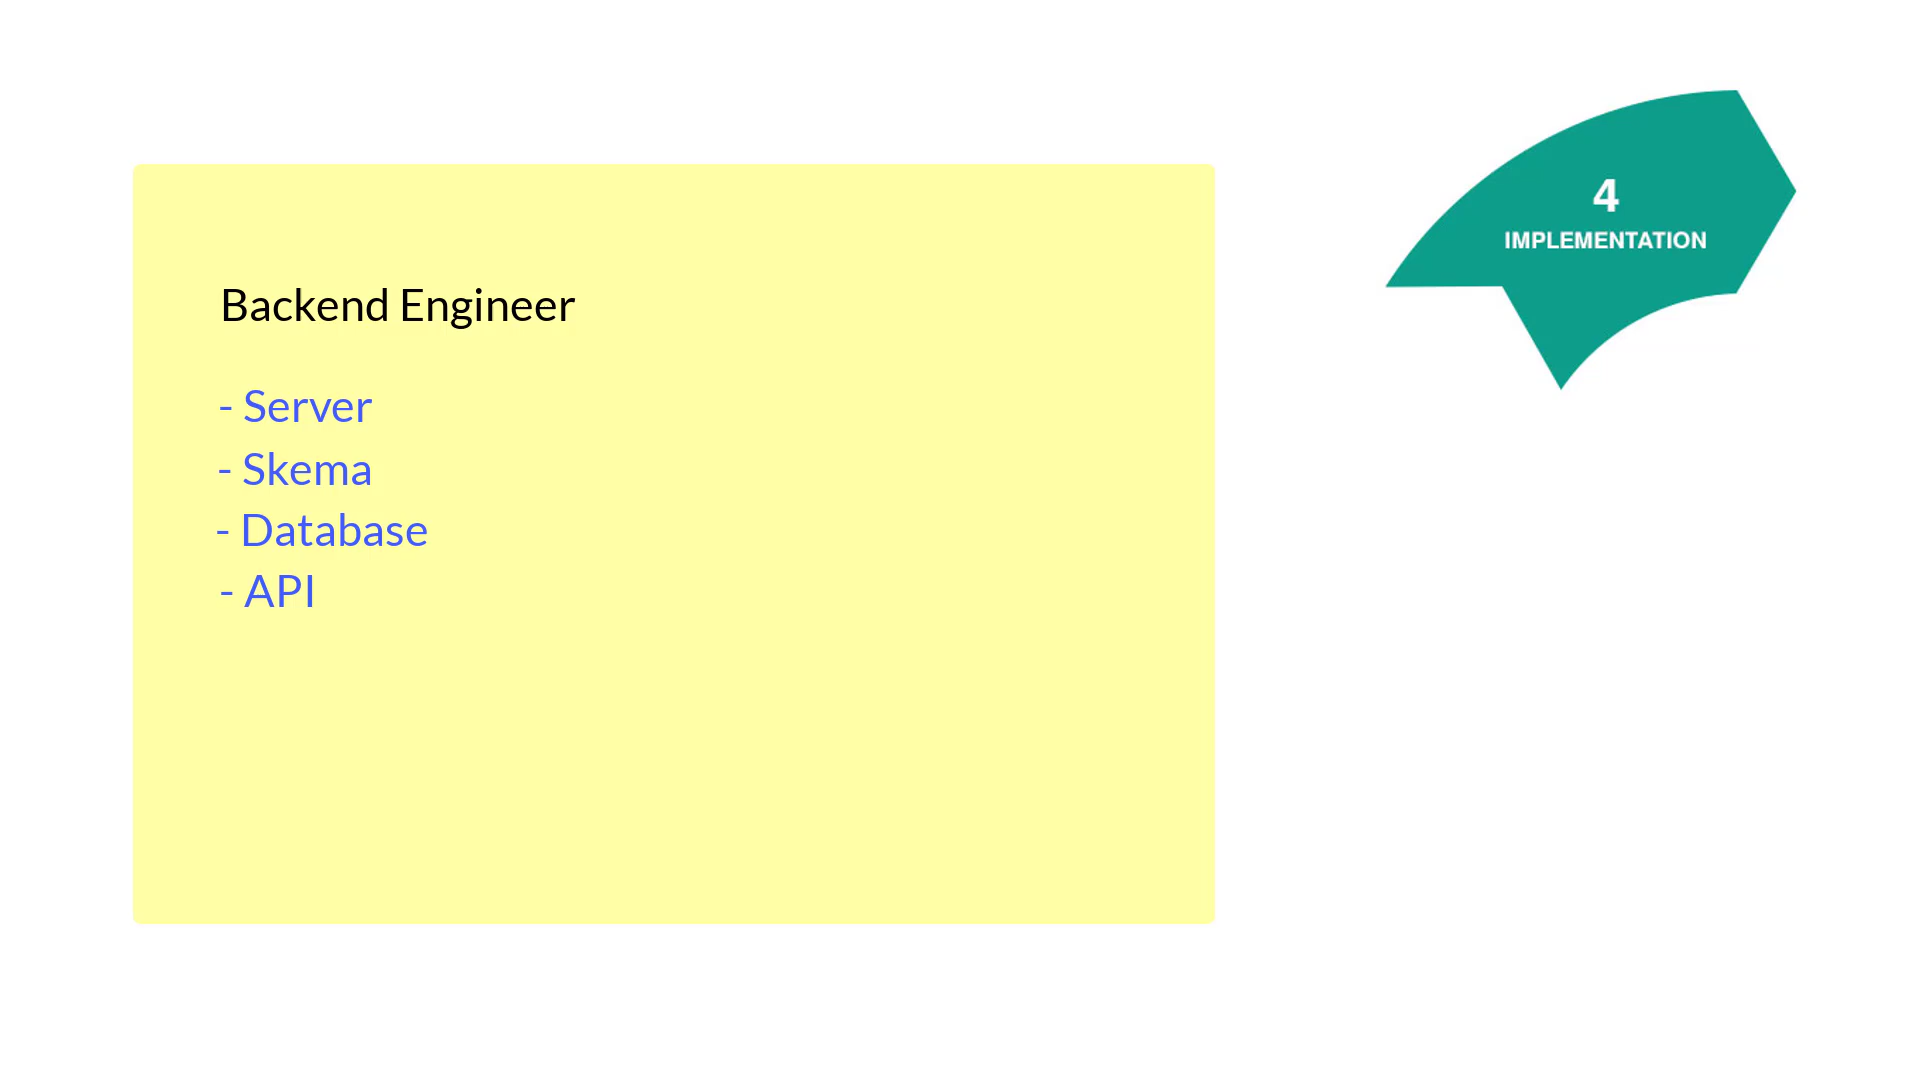 Backend Engineer
- Server
- Skema
- Database
- API
4
IMPLEMENTATION